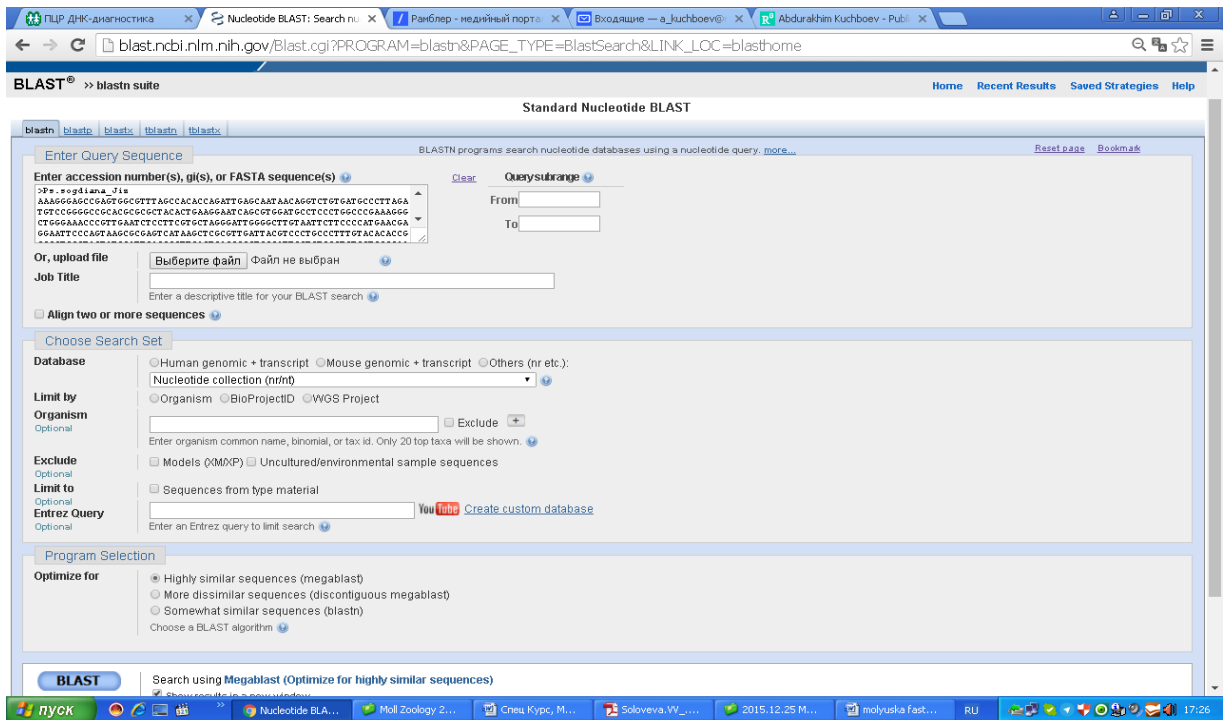 ПЦР ДНК-диагностика
Nucleotide BLAST: Search nu
Рамблер - медийный порта
Входящие — a_kuchboev@
Abdurakhim Kuchboev - Publ
blast.ncbi.nlm.nih.gov/Blast.cgi?PROGRAM=blastn&PAGE_TYPE=BlastSearch&LINK_LOC=blasthome
BLAST® >> blastn suite
Home Recent Results Saved Strategies Help
Standard Nucleotide BLAST
blastn blastp blastx tblastn tblastx
Enter Query Sequence
BLASTN programs search nucleotide databases using a nucleotide query. more...
Reset page Bookmark
Enter accession number(s), gi(s), or FASTA sequence(s)
Clear
Query subrange
>Ps.sogdiana_Jis
AAAGGGAGCCGAGTGGCGTTTAGCCACACCAGATTGAGCAATAACAGGTCTGTGATGCCCTTAGA
TGTCCGGGGCCGCACGCGCGCTACACTGAAGGAATCAGCGTGGATGCCTCCCTGGCCCGAAAGGG
CTGGGAAACCCGTTGAATCTCCTTCGTGCTAGGGATTGGGGCTTGTAATTCTTCCCCATGAACGA
GGAATTCCCAGTAAGCGCGAGTCATAAGCTCGCGTTGATTACGTCCCTGCCCTTTGTACACACCG
From
To
Or, upload file
Выберите файл Файл не выбран
Job Title
Enter a descriptive title for your BLAST search
Align two or more sequences
Choose Search Set
Database
Human genomic + transcript Mouse genomic + transcript Others (nr etc.):
Nucleotide collection (nr/nt)
Limit by
Organism BioProjectID WGS Project
Organism
Optional
Exclude +
Enter organism common name, binomial, or tax id. Only 20 top taxa will be shown.
Exclude
Optional
Models (XM/XP) Uncultured/environmental sample sequences
Limit to
Optional
Sequences from type material
Entrez Query
Optional
YouTube Create custom database
Enter an Entrez query to limit search
Program Selection
Optimize for
Highly similar sequences (megablast)
More dissimilar sequences (discontiguous megablast)
Somewhat similar sequences (blastn)
Choose a BLAST algorithm
BLAST
Search using Megablast (Optimize for highly similar sequences)
Show results in a new window
пуск
Nucleotide BLA...
Moll Zoology 2...
Спец Курс, М...
Soloveva.VV_....
2015.12.25 M...
molyuska fast...
RU
17:26